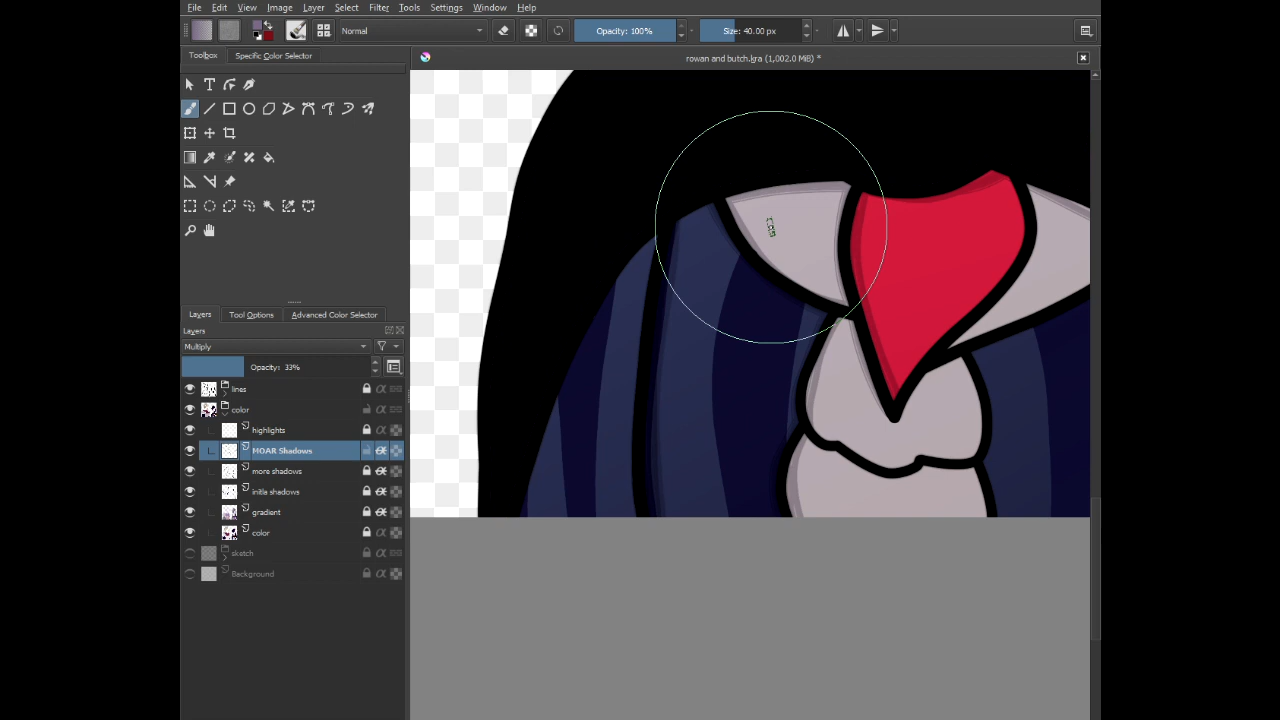 File Edit View Image Layer Select Filter Tools Settings Window Help
Normal Opacity: 100% Size: 40.00 px
Toolbox Specific Color Selector
rowan and butch.kra (1,002.0 MiB) *
Layers Tool Options Advanced Color Selector
Layers
Multiply
Opacity: 33%
lines
color
highlights
MOAR Shadows
more shadows
initla shadows
gradient
color
sketch
Background